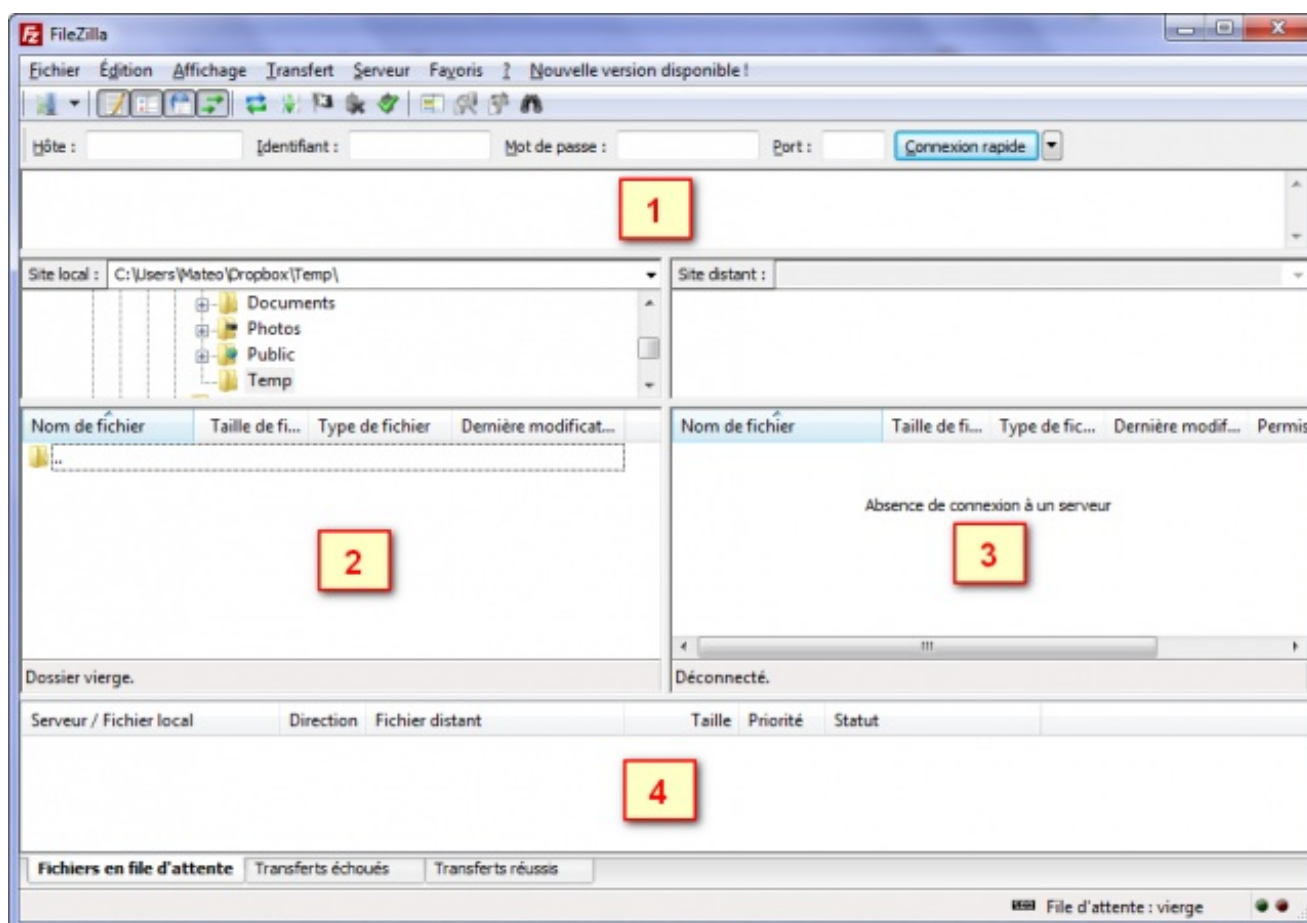 FileZilla
Fichier Édition Affichage Transfert Serveur Favoris ? Nouvelle version disponible !
Hôte : Identifiant : Mot de passe : Port : Connexion rapide
1
Site local : C:\Users\Mateo\Dropbox\Temp\
Documents
Photos
Public
Temp
Site distant :
Nom de fichier Taille de fi... Type de fichier Dernière modificat...
..
2
Dossier vierge.
Nom de fichier Taille de fi... Type de fic... Dernière modif... Permis
Absence de connexion à un serveur
3
Déconnecté.
Serveur / Fichier local Direction Fichier distant Taille Priorité Statut
4
Fichiers en file d'attente Transferts échoués Transferts réussis
File d'attente : vierge